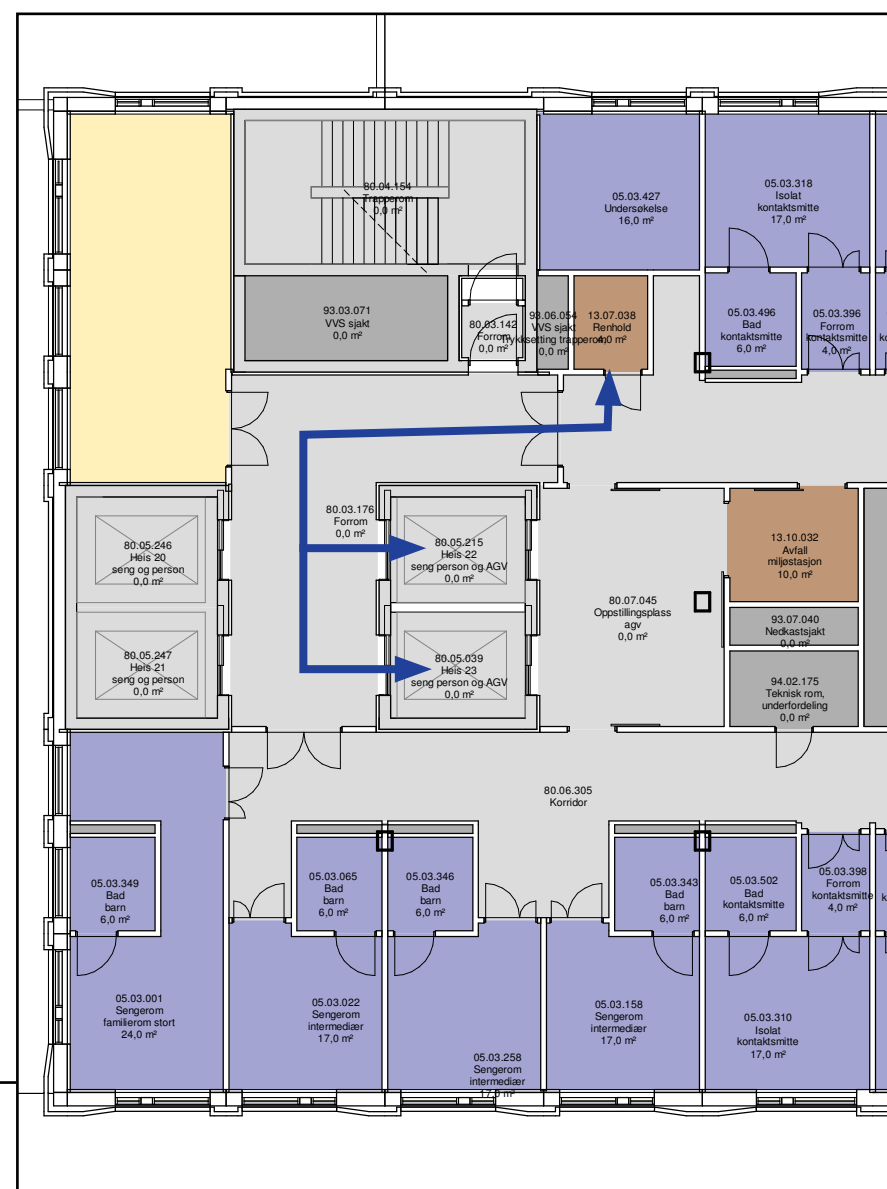 80.04.154
Trapperom
0,0 m²
05.03.427
Undersøkelse
16,0 m²
05.03.318
Isolat
kontaktsmitte
17,0 m²
93.03.071
VVS sjakt
0,0 m²
80.03.142
Forrom
0,0 m²
93.06.054
VVS sjakt
Trykksetting trapperom
0,0 m²
13.07.038
Renhold
4,0 m²
05.03.496
Bad
kontaktsmitte
6,0 m²
05.03.396
Forrom
kontaktsmitte
4,0 m²
80.03.176
Forrom
0,0 m²
80.05.246
Heis 20
seng og person
0,0 m²
80.05.215
Heis 22
seng person og AGV
0,0 m²
13.10.032
Avfall
miljøstasjon
10,0 m²
80.07.045
Oppstillingsplass
agv
0,0 m²
93.07.040
Nedkastsjakt
0,0 m²
80.05.247
Heis 21
seng og person
0,0 m²
80.05.039
Heis 23
seng person og AGV
0,0 m²
94.02.175
Teknisk rom,
underfordeling
0,0 m²
80.06.305
Korridor
05.03.349
Bad
barn
6,0 m²
05.03.065
Bad
barn
6,0 m²
05.03.346
Bad
barn
6,0 m²
05.03.343
Bad
barn
6,0 m²
05.03.502
Bad
kontaktsmitte
6,0 m²
05.03.398
Forrom
kontaktsmitte
4,0 m²
05.03.001
Sengerom
familierom stort
24,0 m²
05.03.022
Sengerom
intermediær
17,0 m²
05.03.258
Sengerom
intermediær
17,0 m²
05.03.158
Sengerom
intermediær
17,0 m²
05.03.310
Isolat
kontaktsmitte
17,0 m²